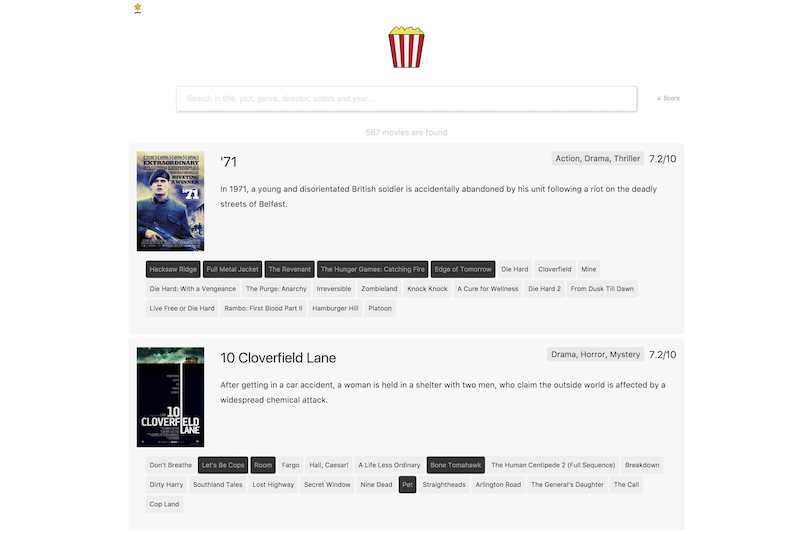 Search in title, plot, genre, director, actors and year ...
↓ Score
567 movies are found
EXTRAORDINARY
RIVETING
A WINNER
'71
'71
Action, Drama, Thriller 7.2/10
In 1971, a young and disorientated British soldier is accidentally abandoned by his unit following a riot on the deadly
streets of Belfast.
Hacksaw Ridge Full Metal Jacket The Revenant The Hunger Games: Catching Fire Edge of Tomorrow Die Hard Cloverfield Mine
Die Hard: With a Vengeance The Purge: Anarchy Irreversible Zombieland Knock Knock A Cure for Wellness Die Hard 2 From Dusk Till Dawn
Live Free or Die Hard Rambo: First Blood Part II Hamburger Hill Platoon
10
CLOVERFIELD
LANE
10 Cloverfield Lane
Drama, Horror, Mystery 7.2/10
After getting in a car accident, a woman is held in a shelter with two men, who claim the outside world is affected by a
widespread chemical attack.
Don't Breathe Let's Be Cops Room Fargo Hail, Caesar! A Life Less Ordinary Bone Tomahawk The Human Centipede 2 (Full Sequence) Breakdown
Dirty Harry Southland Tales Lost Highway Secret Window Nine Dead Pet Straightheads Arlington Road The General's Daughter The Call
Cop Land